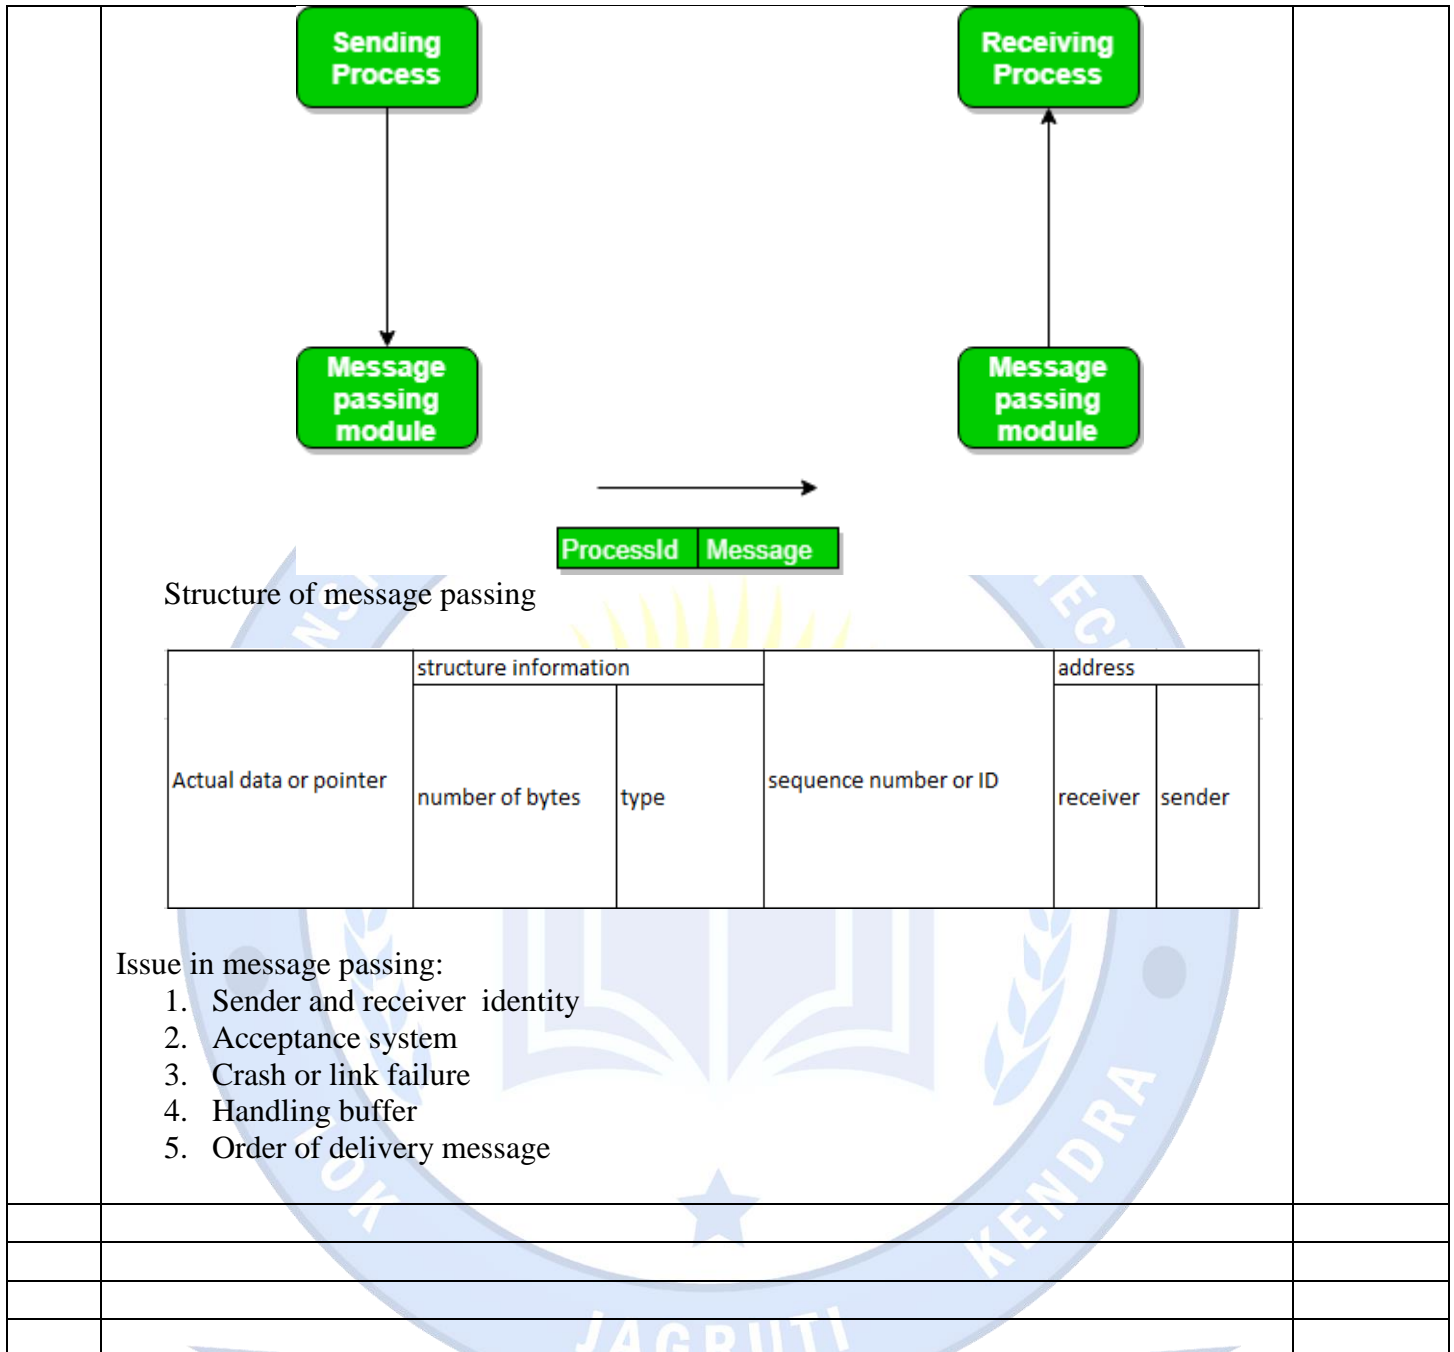 Sending
Process
Receiving
Process
Message
passing
module
Message
passing
module
ProcessId Message
Structure of message passing
Actual data or pointer
structure information
number of bytes
type
sequence number or ID
address
receiver
sender
Issue in message passing:
1. Sender and receiver identity
2. Acceptance system
3. Crash or link failure
4. Handling buffer
5. Order of delivery message
LOK
JAGRUTI
KENDRA